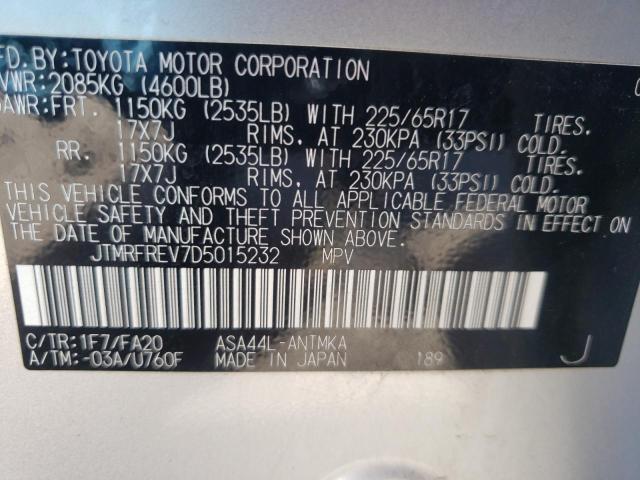 MFD. BY: TOYOTA MOTOR CORPORATION
GVWR: 2085KG (4600LB)
GAWR: FRT. 1150KG (2535LB) WITH 225/65R17 TIRES.
17X7J RIMS, AT 230KPA (33PSI) COLD.
RR. 1150KG (2535LB) WITH 225/65R17 TIRES.
17X7J RIMS, AT 230KPA (33PSI) COLD.
THIS VEHICLE CONFORMS TO ALL APPLICABLE FEDERAL MOTOR
VEHICLE SAFETY AND THEFT PREVENTION STANDARDS IN EFFECT ON
THE DATE OF MANUFACTURE SHOWN ABOVE.
JTMRFREV7D5015232 MPV
C/TR: 1F7/FA20 ASA44L-ANTMKA
A/TM: -03A/U760F MADE IN JAPAN 189 J